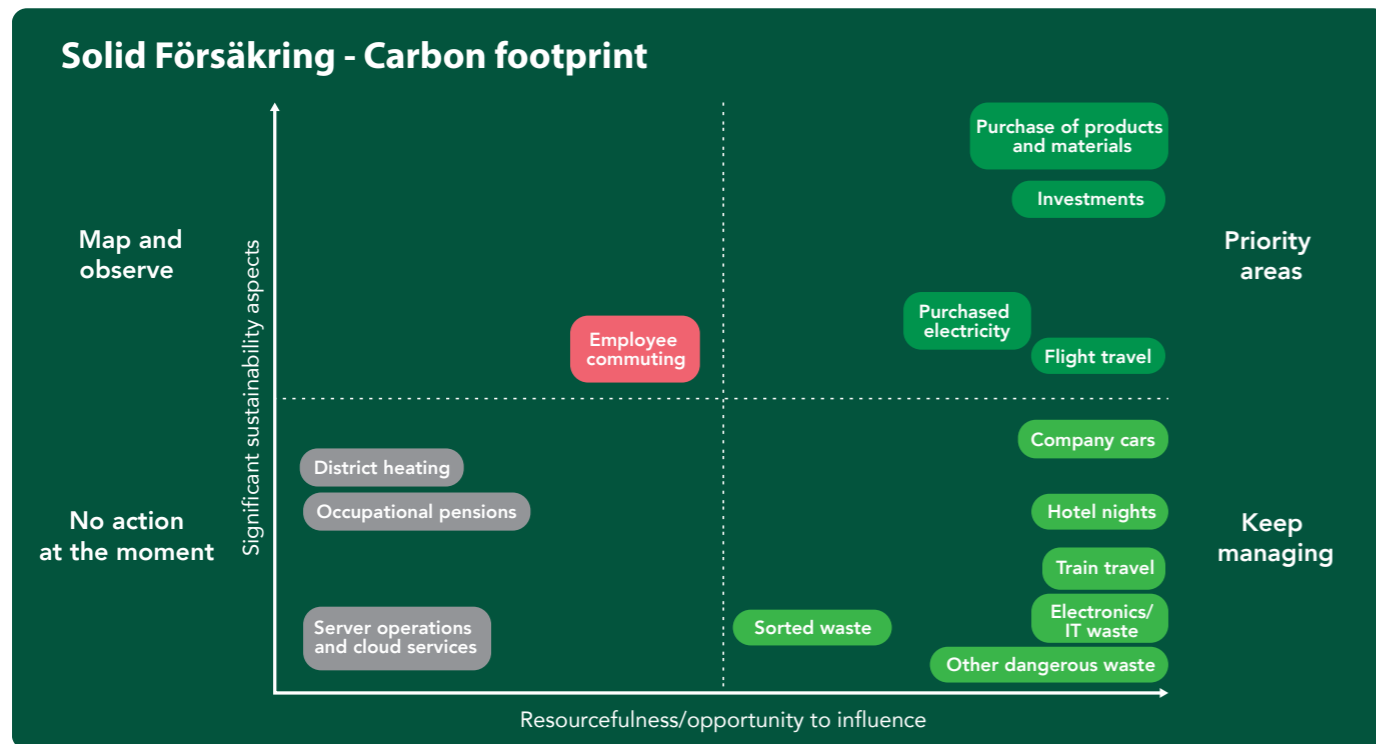 Solid Försäkring - Carbon footprint
Map and
observe
No action
at the moment
Significant sustainability aspects
Purchase of products
and materials
Investments
Purchased
electricity
Flight travel
Employee
commuting
Priority
areas
District heating
Occupational pensions
Server operations
and cloud services
Company cars
Hotel nights
Train travel
Electronics/
IT waste
Sorted waste
Other dangerous waste
Keep
managing
Resourcefulness/opportunity to influence